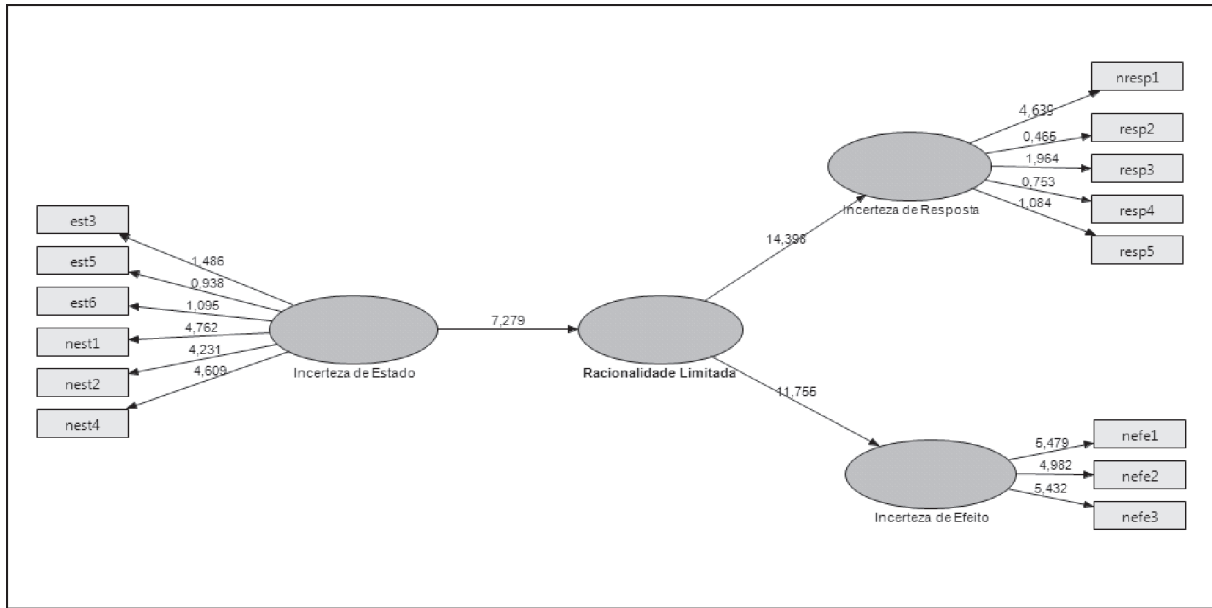 nresp1
4,639
resp2
0,465
resp3
1,964
resp4
0,753
resp5
1,084
Incerteza de Resposta
14,396
est3
1,486
est5
0,938
est6
1,095
nest1
4,762
nest2
4,231
nest4
4,609
Incerteza de Estado
7,279
Racionalidade Limitada
11,755
nefe1
5,479
nefe2
4,982
nefe3
5,432
Incerteza de Efeito